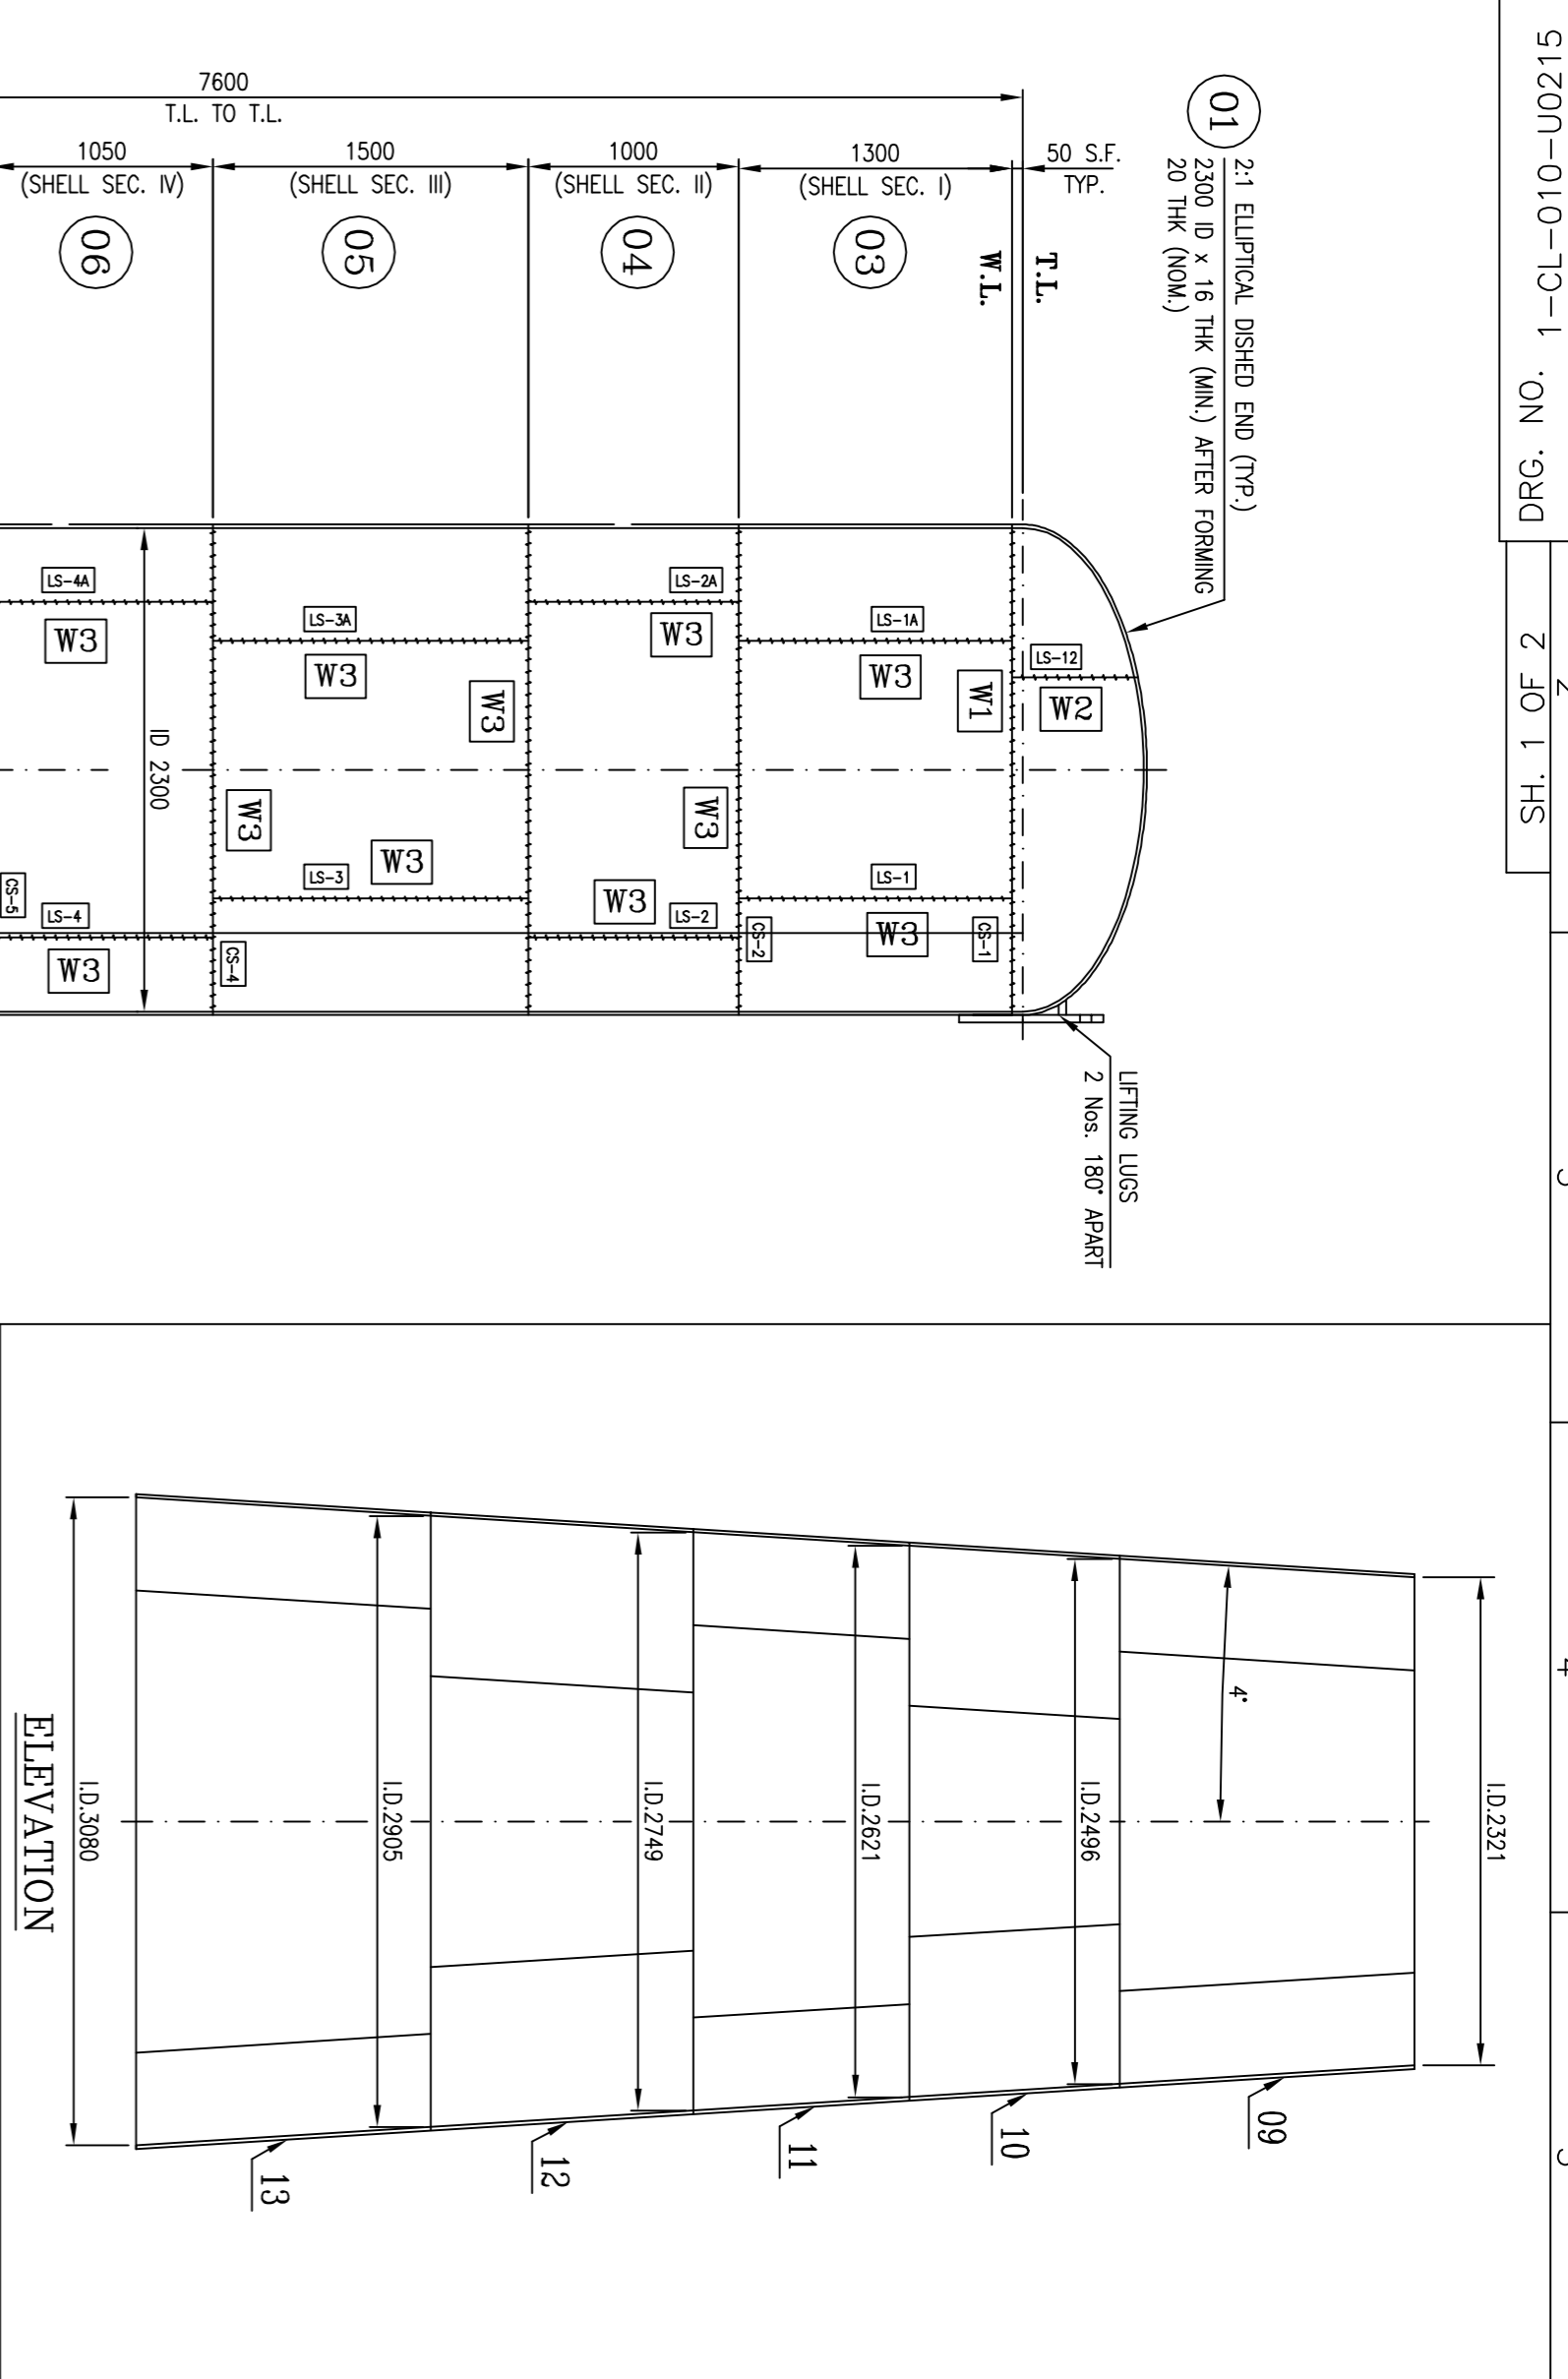 DRG. NO. 1-CL-010-U0215
SH. 1 OF 2
01
2:1 ELLIPTICAL DISHED END (TYP.)
2300 ID x 16 THK (MIN.) AFTER FORMING
20 THK (NOM.)
7600
T.L. TO T.L.
50 S.F.
TYP.
1300
(SHELL SEC. I)
1000
(SHELL SEC. II)
1500
(SHELL SEC. III)
1050
(SHELL SEC. IV)
03
04
05
06
T.L.
W.L.
LS-12
W2
W1
LS-1A
W3
LS-1
W3
CS-1
CS-2
W3
LS-2A
W3
LS-2
W3
W3
LS-3A
W3
LS-3
W3
W3
CS-4
LS-4A
W3
ID 2300
LS-4
W3
CS-5
LIFTING LUGS
2 Nos. 180° APART
I.D.2321
4°
I.D.2496
I.D.2621
I.D.2749
I.D.2905
I.D.3080
09
10
11
12
13
ELEVATION
4